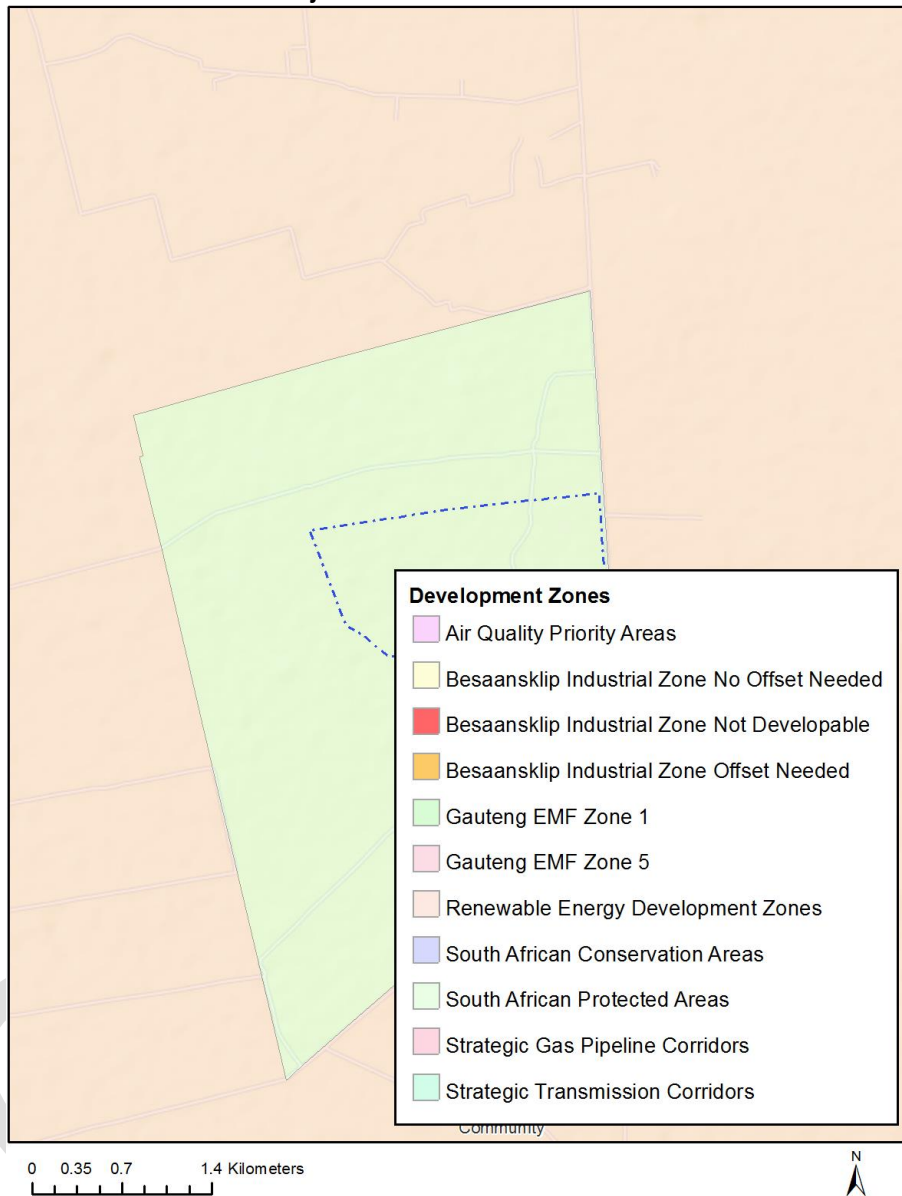 Development Zones
Air Quality Priority Areas
Besaansklip Industrial Zone No Offset Needed
Besaansklip Industrial Zone Not Developable
Besaansklip Industrial Zone Offset Needed
Gauteng EMF Zone 1
Gauteng EMF Zone 5
Renewable Energy Development Zones
South African Conservation Areas
South African Protected Areas
Strategic Gas Pipeline Corridors
Strategic Transmission Corridors
Community
0 0.35 0.7 1.4 Kilometers
N